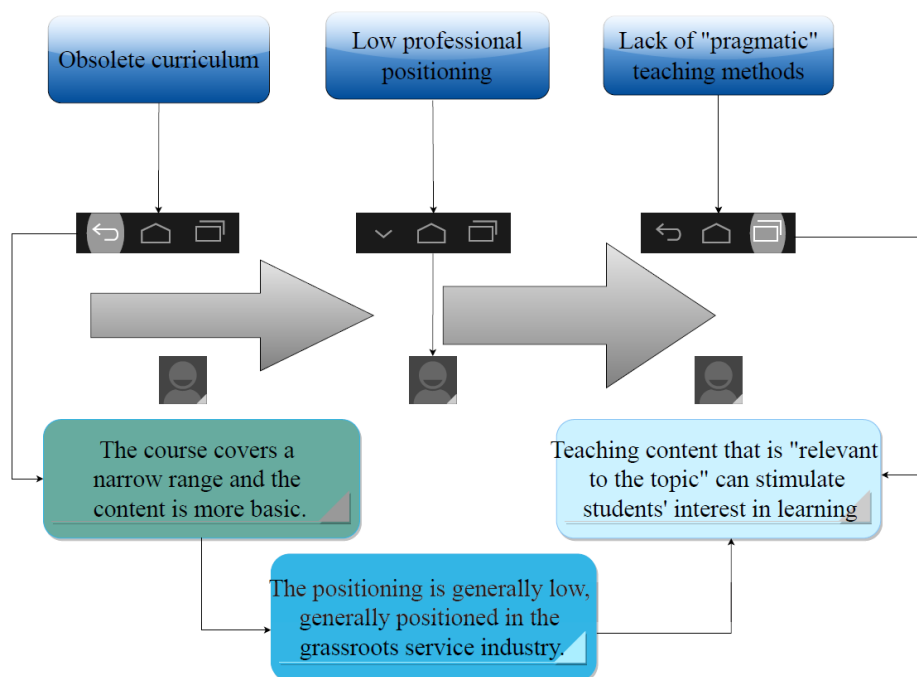 Obsolete curriculum
Low professional
positioning
Lack of "pragmatic"
teaching methods
The course covers a
narrow range and the
content is more basic.
Teaching content that is "relevant
to the topic" can stimulate
students' interest in learning
The positioning is generally low,
generally positioned in the
grassroots service industry.